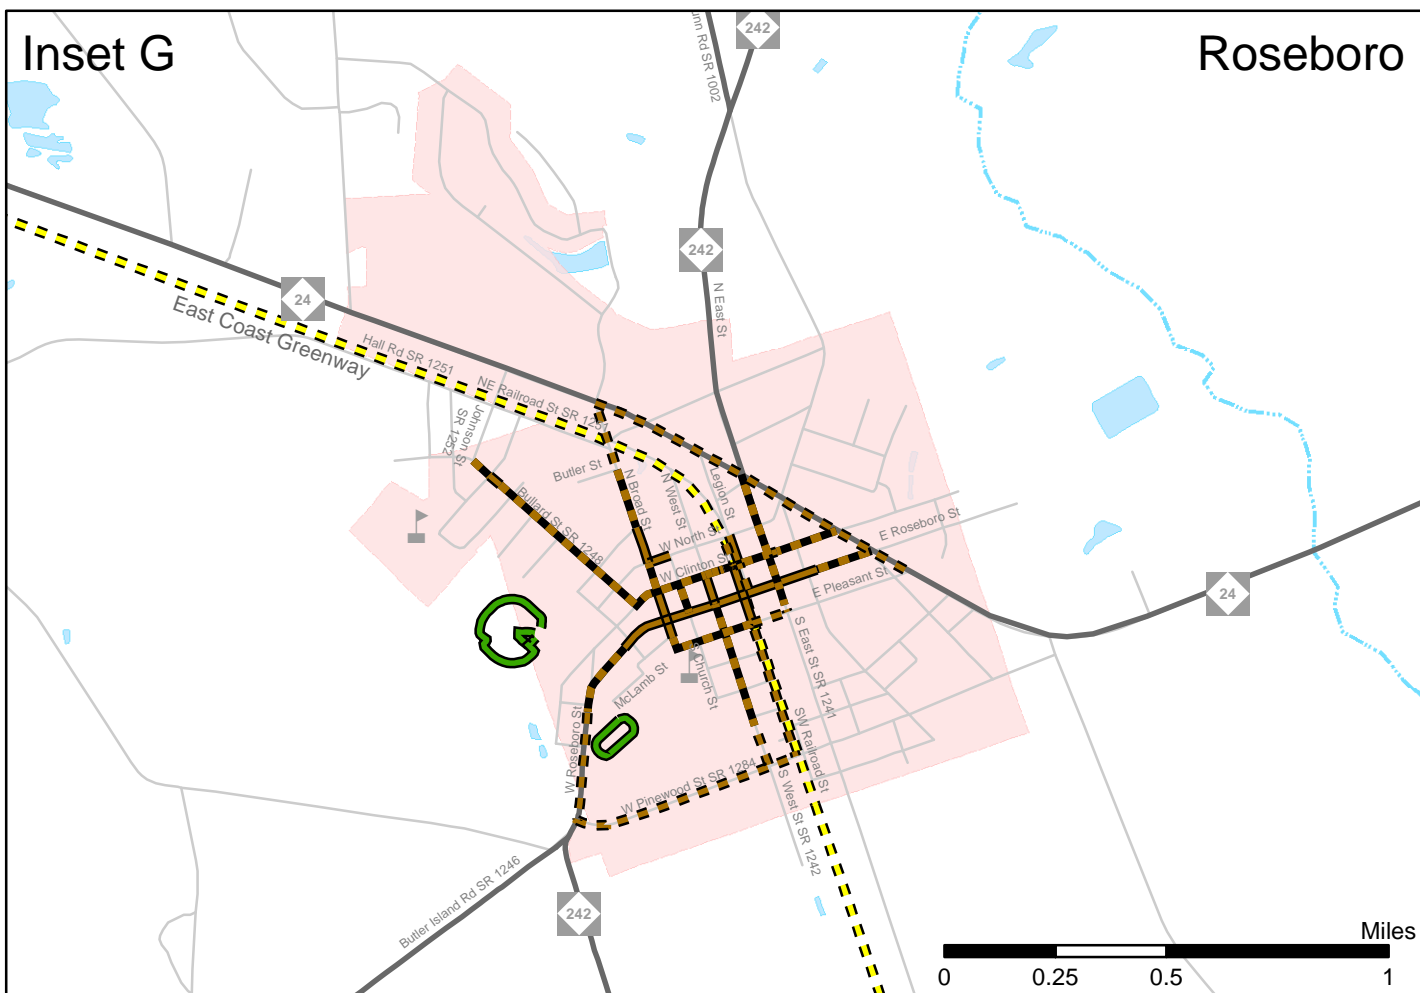 Inset G
Roseboro
242
unn Rd SR 1002
242
N East St
24
East Coast Greenway
Hall Rd SR 1251
NE Railroad St SR 1251
Johnson St
SR 1252
Butler St
Bullard St SR 1248
N Broad St
N West St
Legion St
W North St
W Clinton St
E Roseboro St
E Pleasant St
24
S East St SR 1241
S Church St
McLamb St
W Roseboro St
SW Railroad St
W Pinewood St SR 1284
S West St SR 1242
Butler Island Rd SR 1246
242
Miles
0 0.25 0.5 1